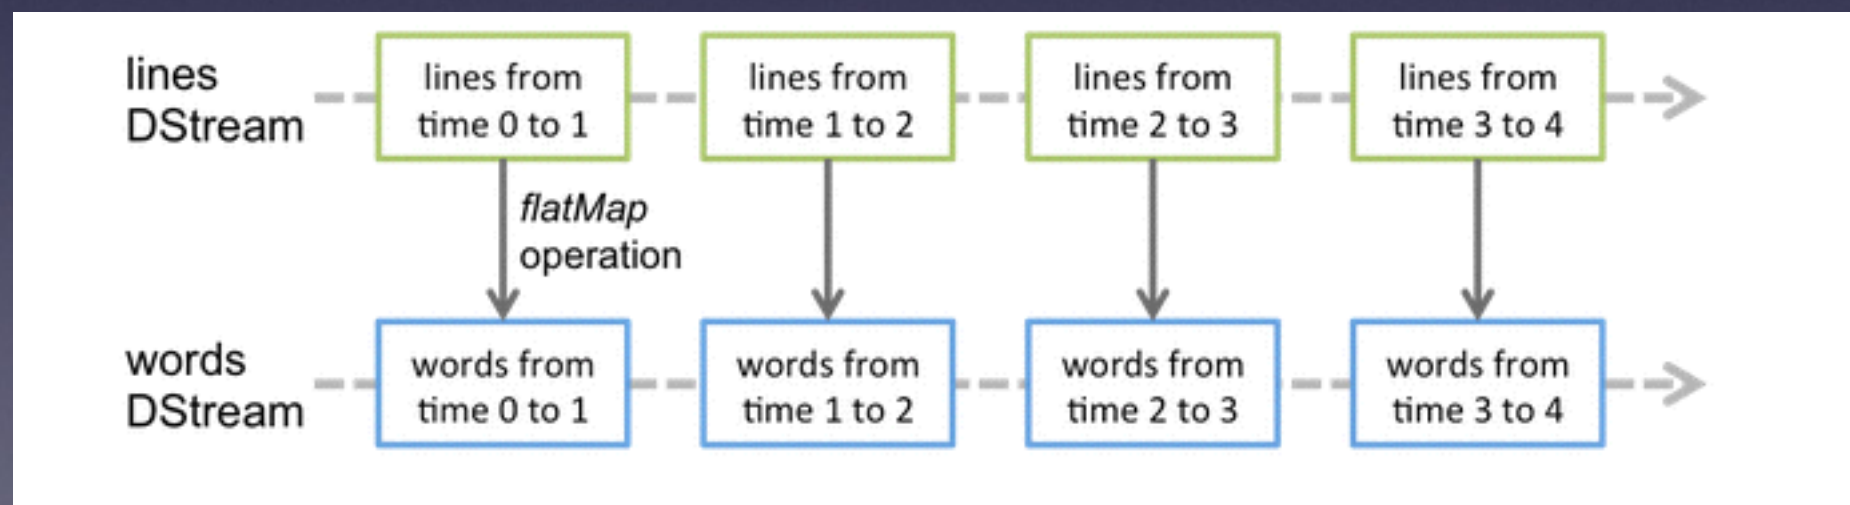 lines
DStream
lines from
time 0 to 1
lines from
time 1 to 2
lines from
time 2 to 3
lines from
time 3 to 4
flatMap
operation
words
DStream
words from
time 0 to 1
words from
time 1 to 2
words from
time 2 to 3
words from
time 3 to 4